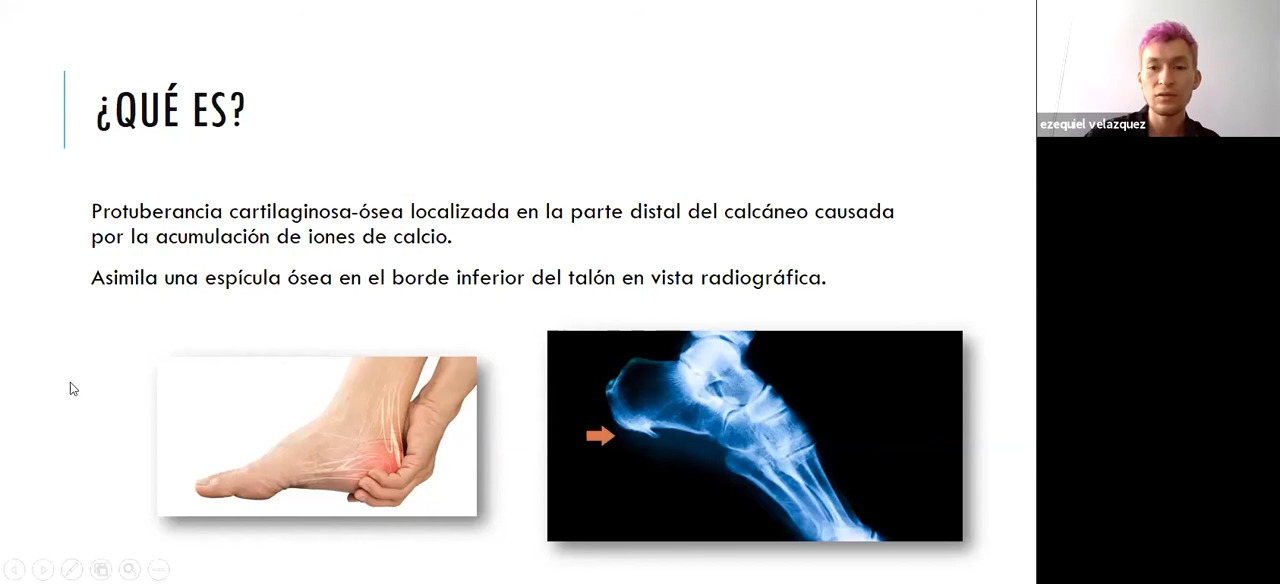 ¿QUÉ ES?
Protuberancia cartilaginosa-ósea localizada en la parte distal del calcáneo causada
por la acumulación de iones de calcio.
Asimila una espícula ósea en el borde inferior del talón en vista radiográfica.
ezequiel velazquez